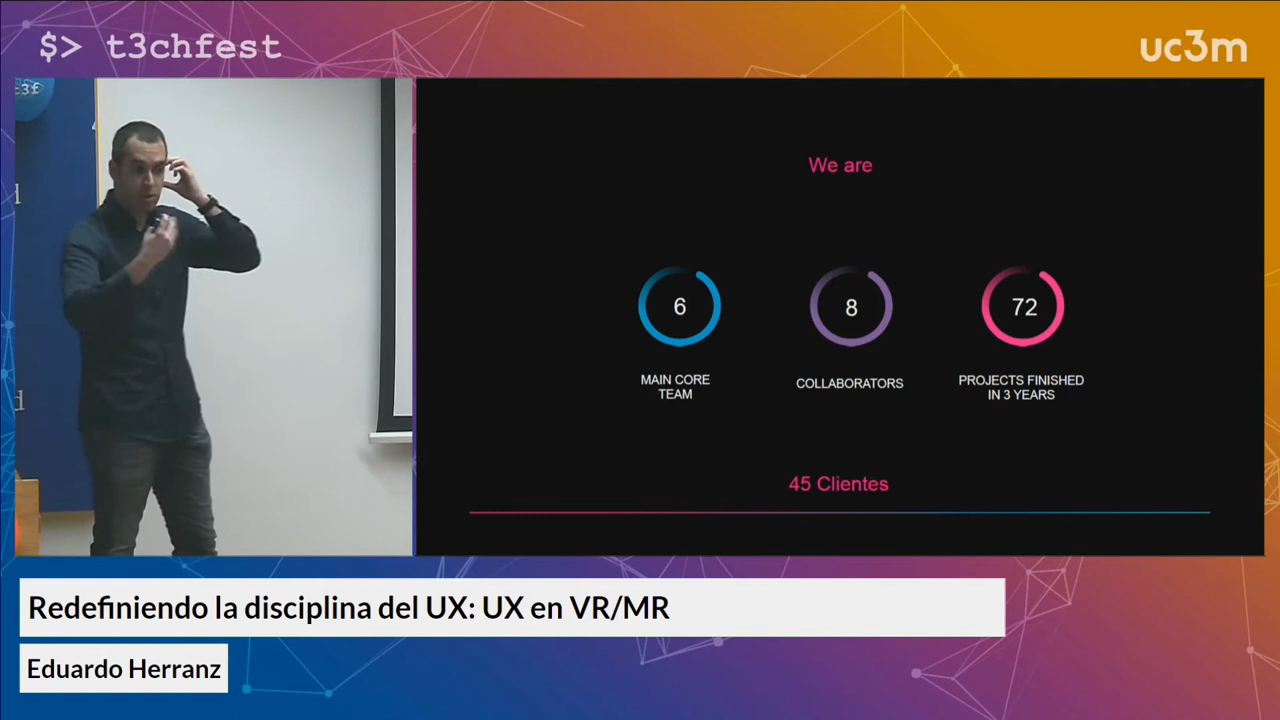 $> t3chfest
uc3m
c3f
We are
6
8
72
MAIN CORE
TEAM
COLLABORATORS
PROJECTS FINISHED
IN 3 YEARS
45 Clientes
Redefiniendo la disciplina del UX: UX en VR/MR
Eduardo Herranz